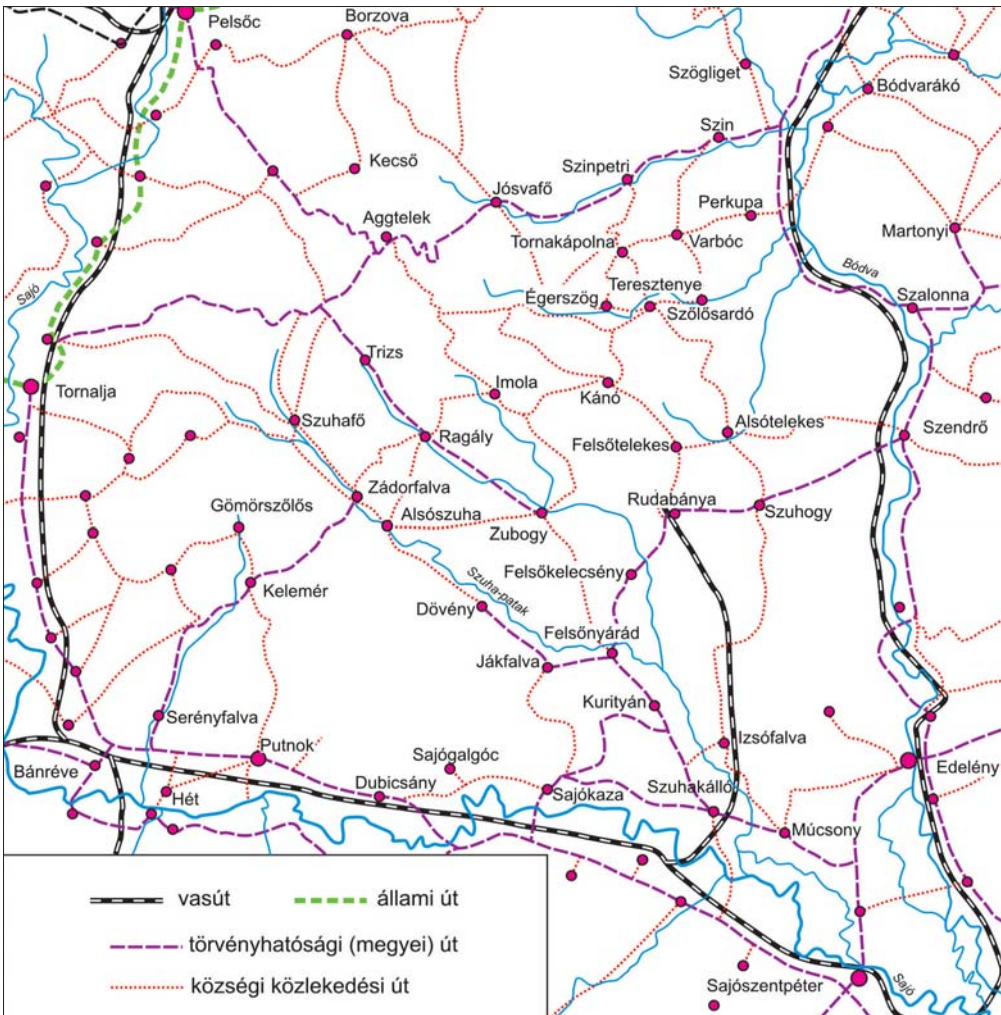 Pelsőc
Borzova
Szögliget
Bódvarákó
Szin
Kecső
Szinpetri
Jósvafő
Perkupa
Aggtelek
Tornakápolna
Varbóc
Martonyi
Sajó
Bódva
Égerszög
Teresztenye
Szőlősardó
Szalonna
Trizs
Imola
Kánó
Tornalja
Szuhafő
Ragály
Felsőtelekes
Alsótelekes
Szendrő
Zádorfalva
Gömörszőlős
Alsószuha
Zubogy
Rudabánya
Szuhogy
Kelemér
Szuha-patak
Felsőkelecsény
Dövény
Felsőnyárád
Jákfalva
Kurityán
Serényfalva
Putnok
Izsófalva
Bánréve
Sajógalgóc
Edelény
Hét
Dubicsány
Sajókaza
Szuhakálló
Múcsony
vasút
állami út
törvényhatósági (megyei) út
községi közlekedési út
Sajószentpéter
Sajó